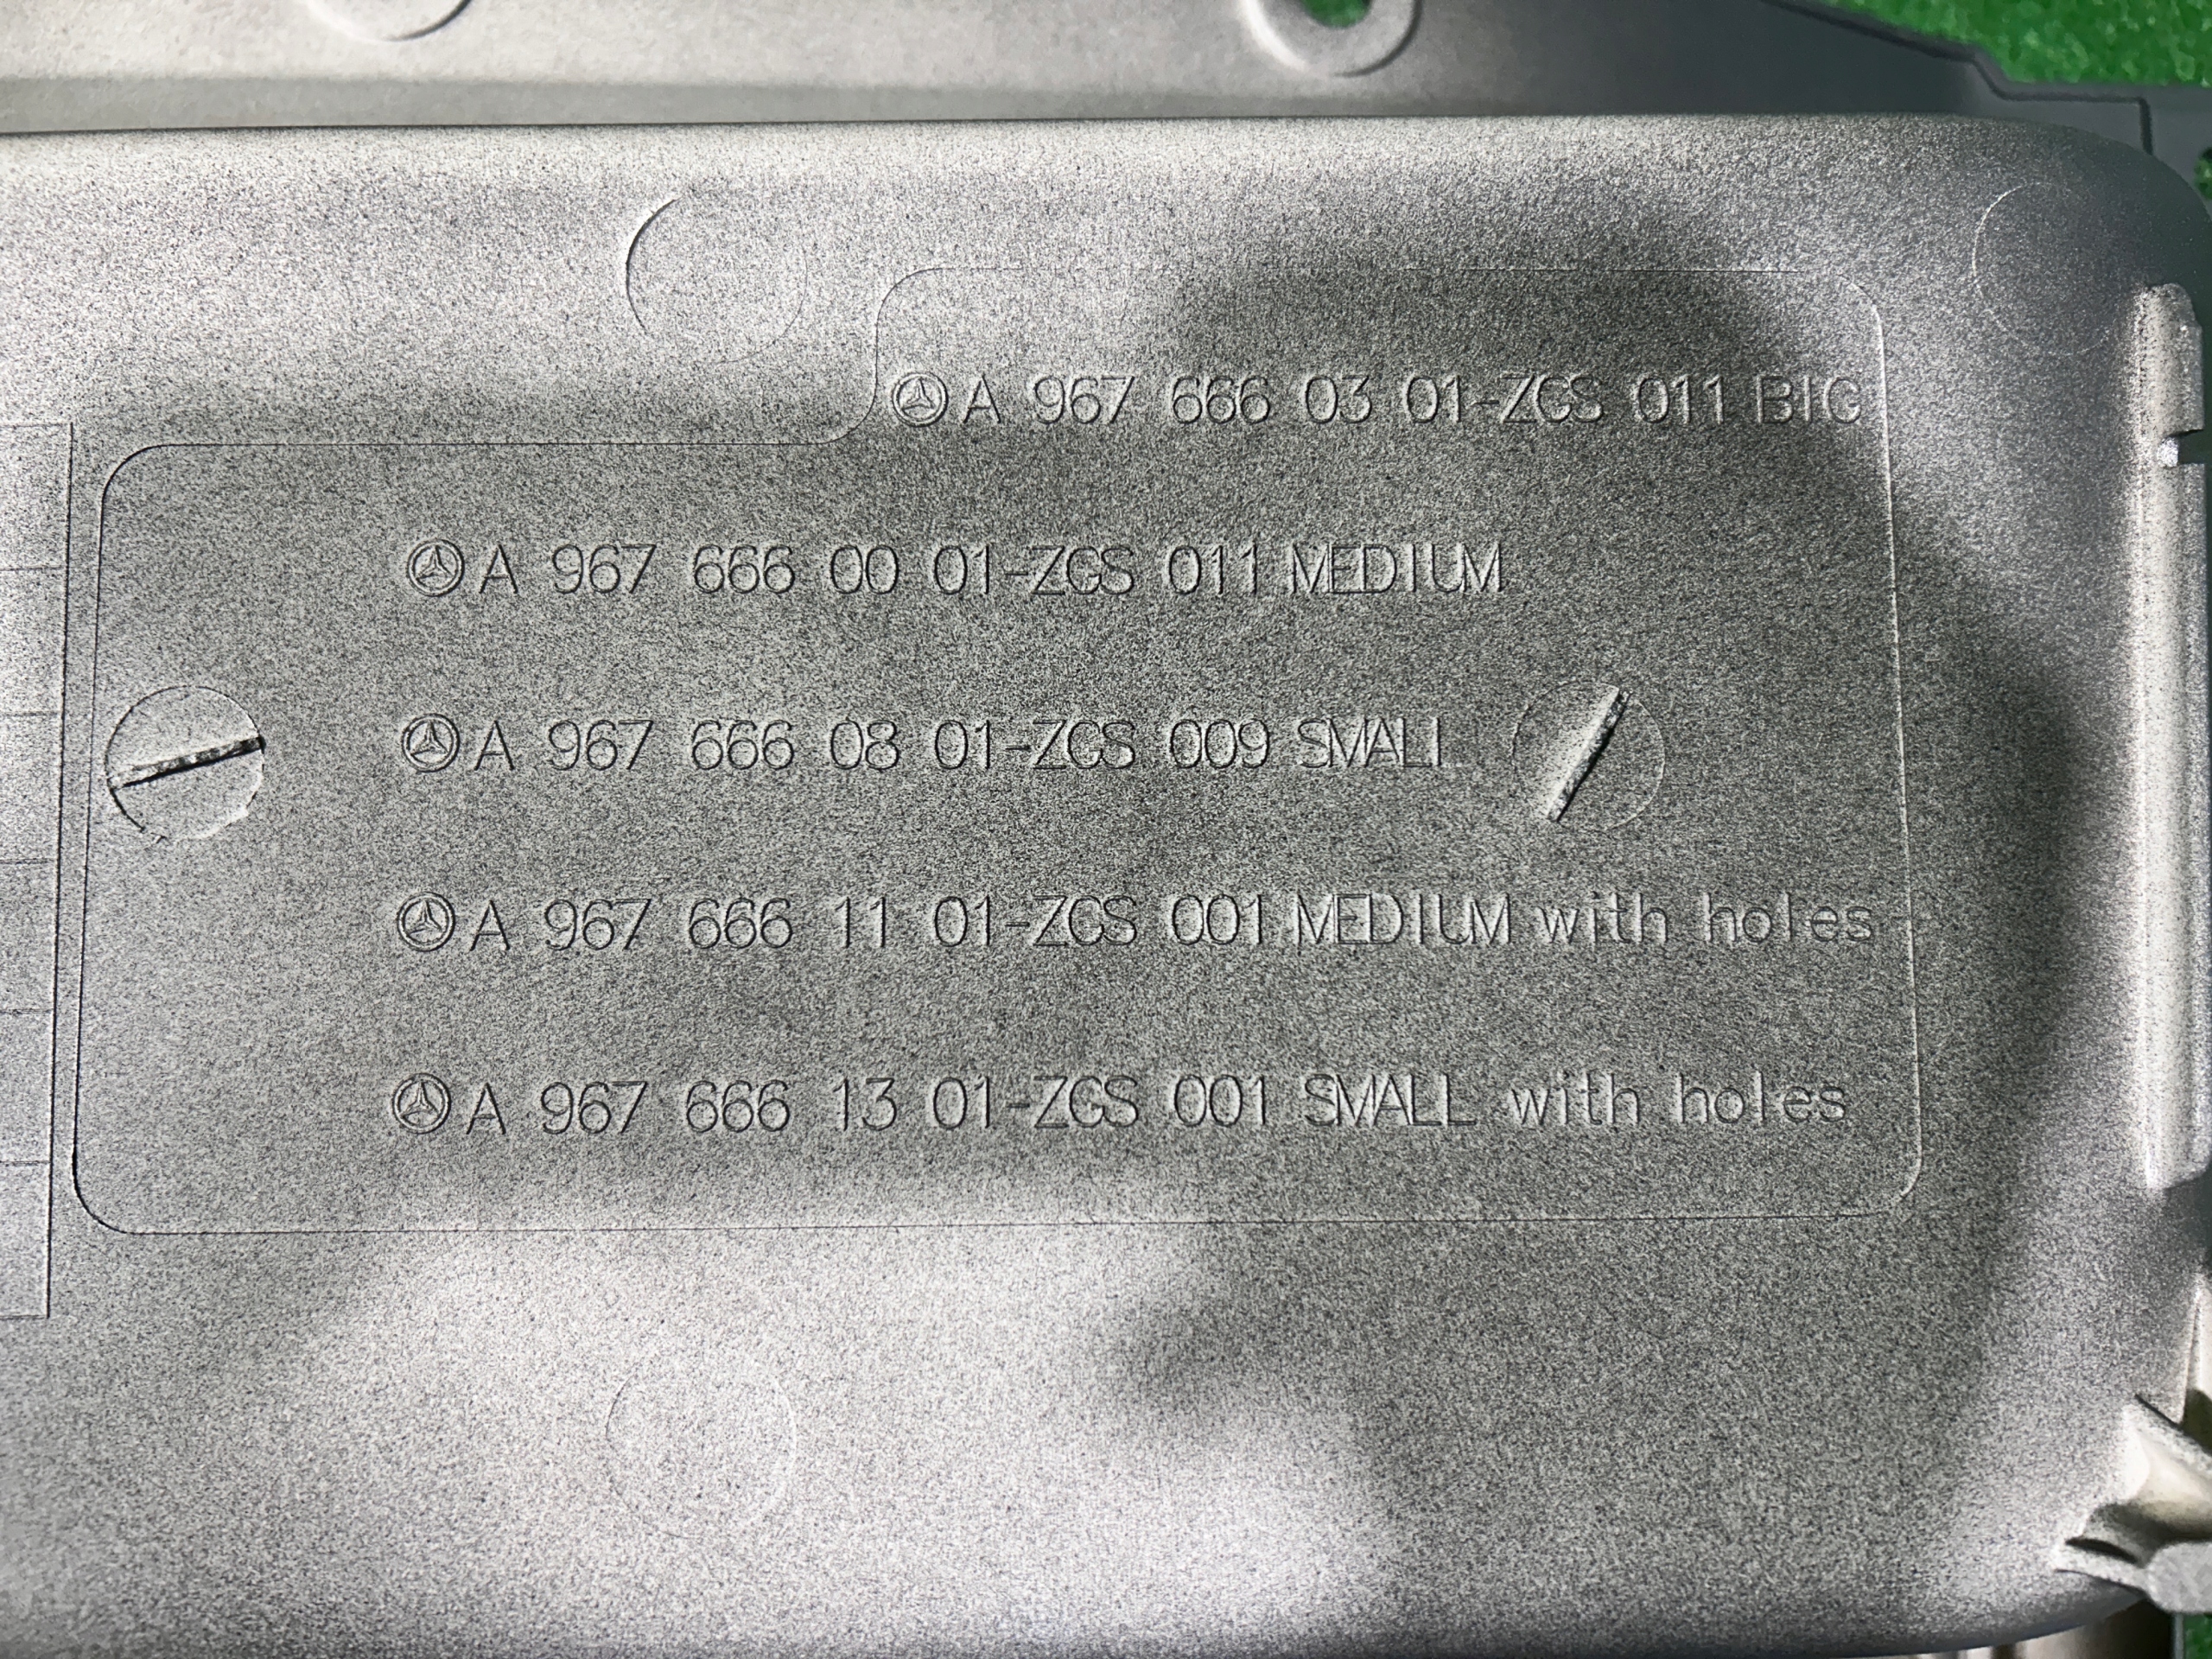 A 967 666 03 01-ZGS 011 BIG
A 967 666 00 01-ZGS 011 MEDIUM
A 967 666 08 01-ZGS 009 SMALL
A 967 666 11 01-ZGS 001 MEDIUM with holes
A 967 666 13 01-ZGS 001 SMALL with holes